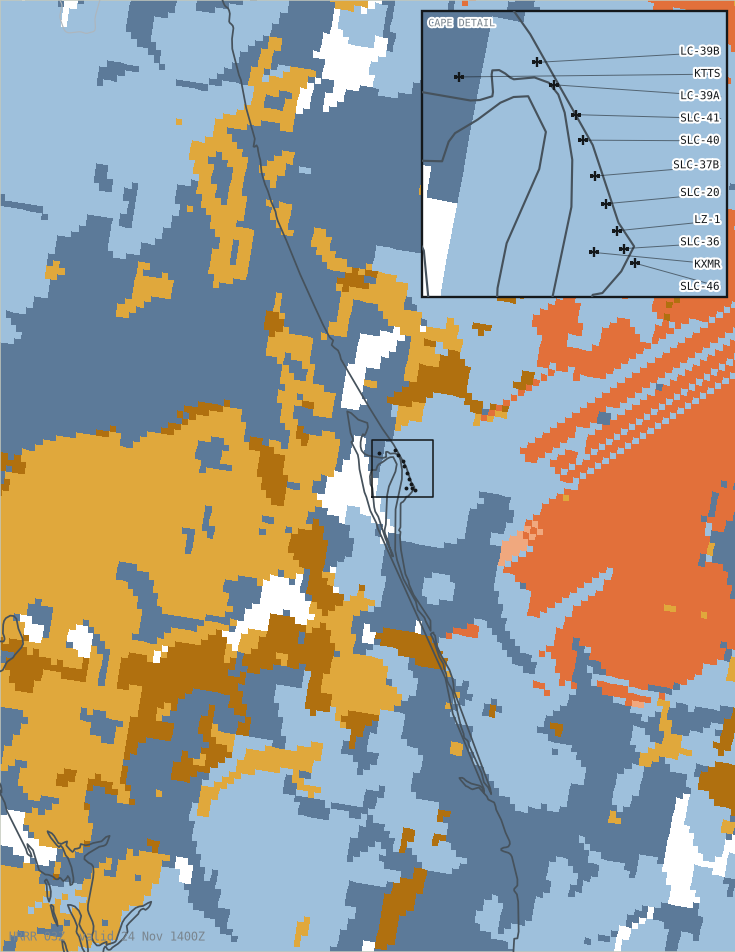 CAPE DETAIL
LC-39B
KTTS
LC-39A
SLC-41
SLC-40
SLC-37B
SLC-20
LZ-1
SLC-36
KXMR
SLC-46
valid 24 Nov 1400Z